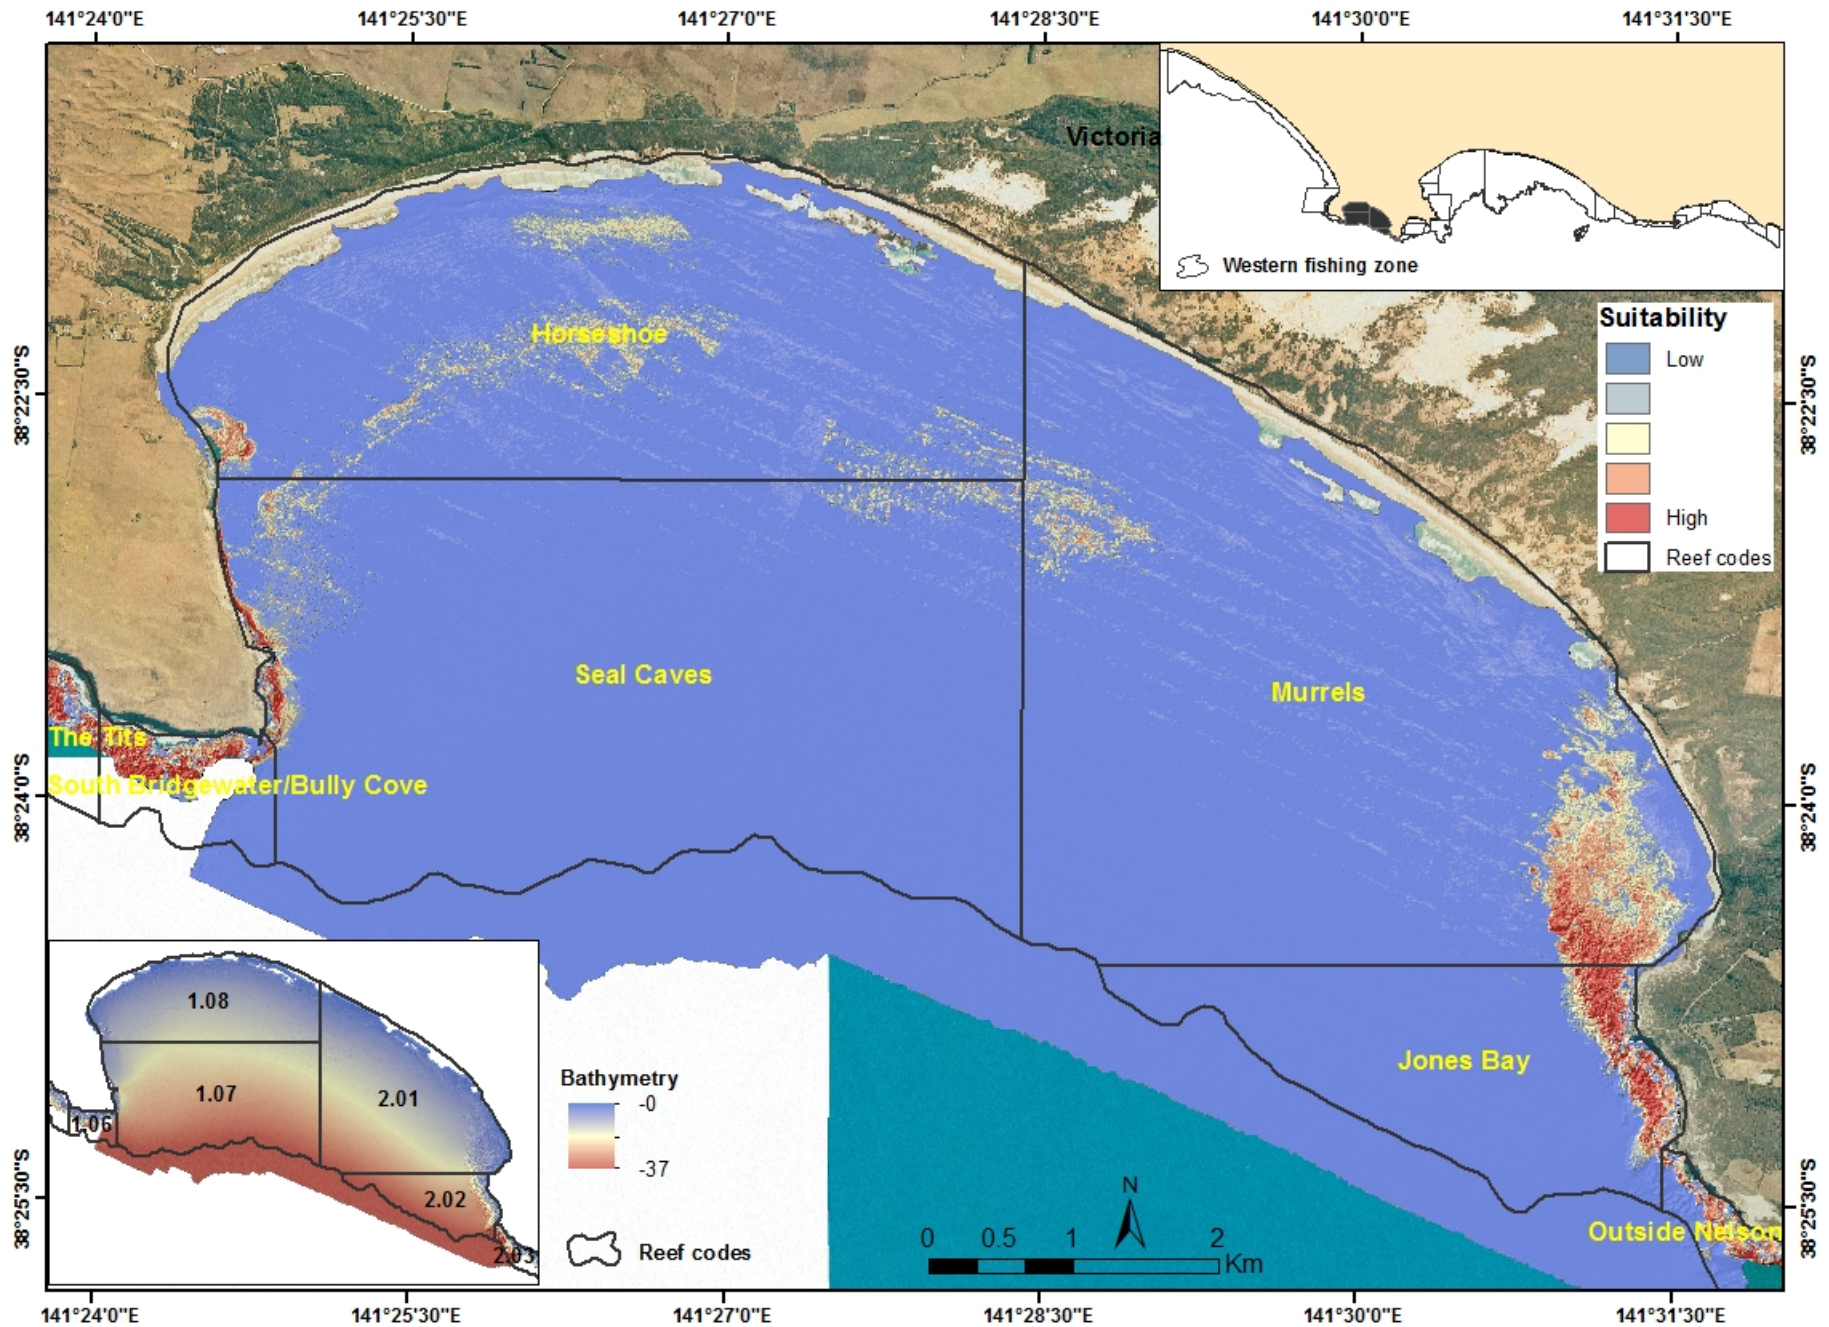 141°24'0"E
141°25'30"E
141°27'0"E
141°28'30"E
141°30'0"E
141°31'30"E
Victoria
Western fishing zone
Suitability
Low
High
Reef codes
38°22'30"S
38°22'30"S
Horseshoe
Seal Caves
Murrels
The Tits
South Bridgewater/Bully Cove
38°24'0"S
38°24'0"S
Jones Bay
Outside Nelson
1.08
1.07
2.01
1.06
2.02
2.03
Bathymetry
-0
-37
Reef codes
N
0 0.5 1 2
Km
38°25'30"S
38°25'30"S
141°24'0"E
141°25'30"E
141°27'0"E
141°28'30"E
141°30'0"E
141°31'30"E